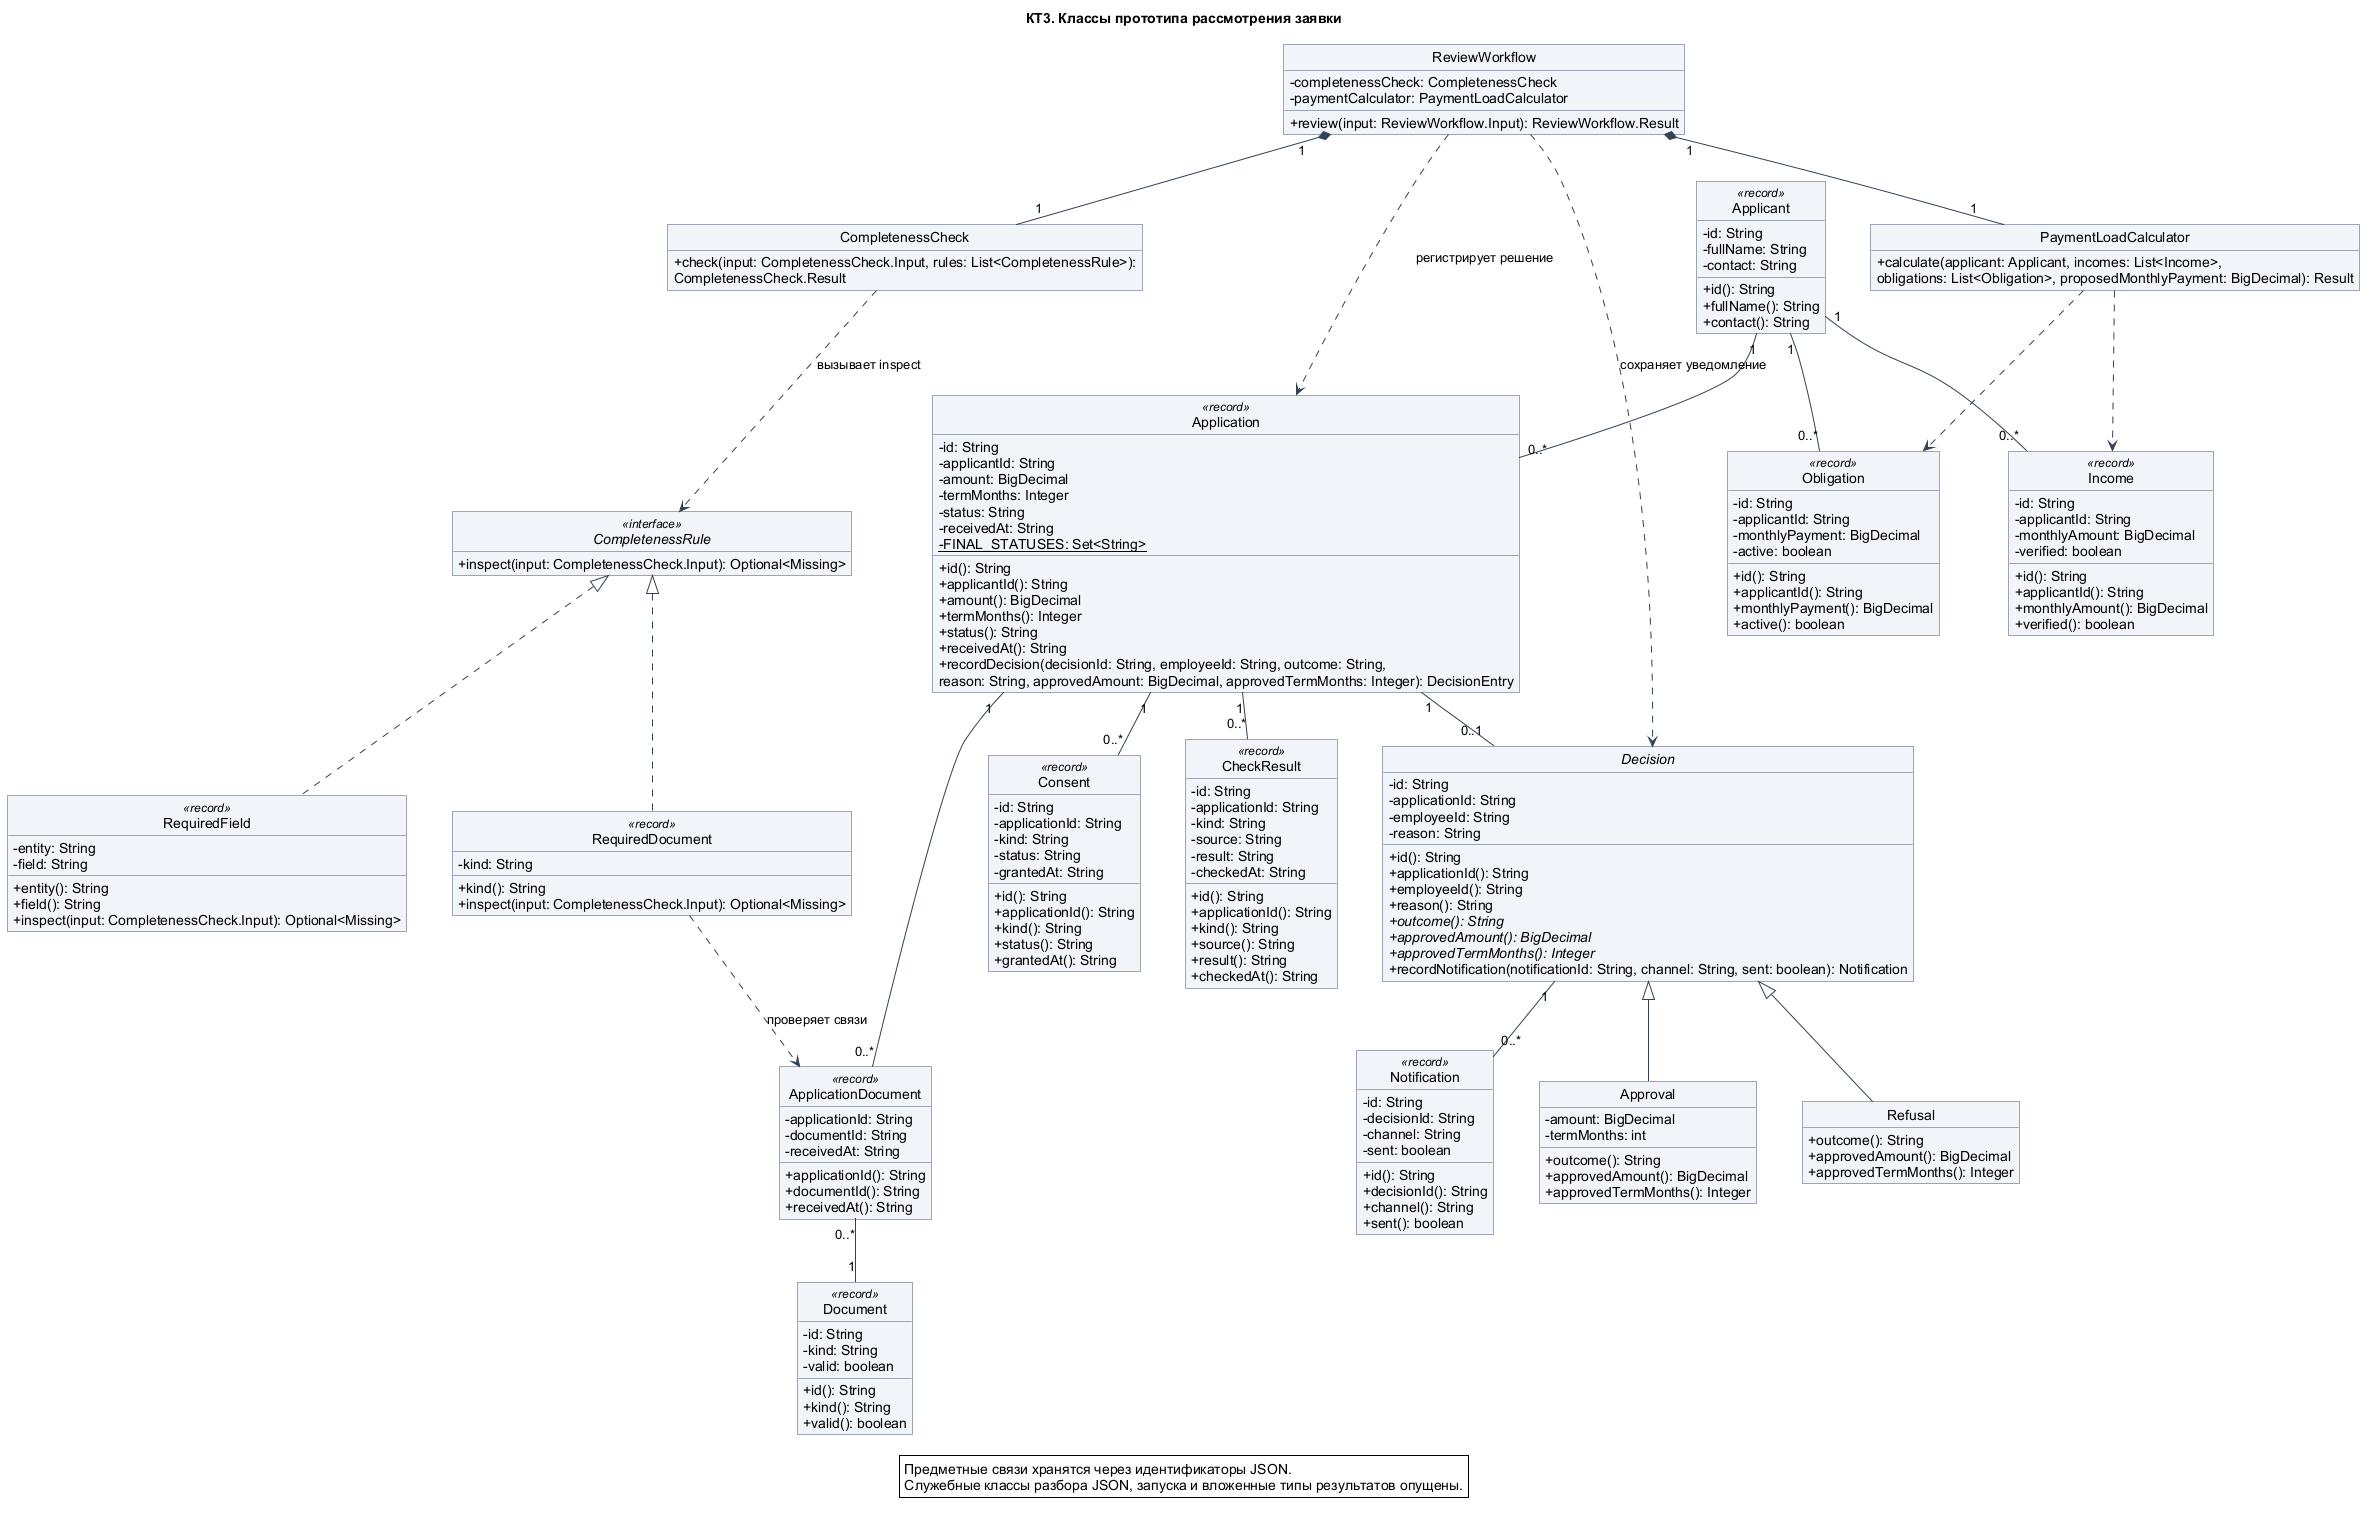 КТ3. Классы прототипа рассмотрения заявки
ReviewWorkflow
-completenessCheck: CompletenessCheck
-paymentCalculator: PaymentLoadCalculator
+review(input: ReviewWorkflow.Input): ReviewWorkflow.Result
1
1
1
1
CompletenessCheck
+check(input: CompletenessCheck.Input, rules: List<CompletenessRule>):
CompletenessCheck.Result
регистрирует решение
«record»
Applicant
-id: String
-fullName: String
-contact: String
+id(): String
+fullName(): String
+contact(): String
PaymentLoadCalculator
+calculate(applicant: Applicant, incomes: List<Income>,
obligations: List<Obligation>, proposedMonthlyPayment: BigDecimal): Result
1
1
1
вызывает inspect
сохраняет уведомление
0..*
0..*
0..*
«interface»
CompletenessRule
+inspect(input: CompletenessCheck.Input): Optional<Missing>
«record»
Application
-id: String
-applicantId: String
-amount: BigDecimal
-termMonths: Integer
-status: String
-receivedAt: String
-FINAL_STATUSES: Set<String>
+id(): String
+applicantId(): String
+amount(): BigDecimal
+termMonths(): Integer
+status(): String
+receivedAt(): String
+recordDecision(decisionId: String, employeeId: String, outcome: String,
reason: String, approvedAmount: BigDecimal, approvedTermMonths: Integer): DecisionEntry
«record»
Obligation
-id: String
-applicantId: String
-monthlyPayment: BigDecimal
-active: boolean
+id(): String
+applicantId(): String
+monthlyPayment(): BigDecimal
+active(): boolean
«record»
Income
-id: String
-applicantId: String
-monthlyAmount: BigDecimal
-verified: boolean
+id(): String
+applicantId(): String
+monthlyAmount(): BigDecimal
+verified(): boolean
1
1
1
1
0..*
0..*
0..1
«record»
RequiredField
-entity: String
-field: String
+entity(): String
+field(): String
+inspect(input: CompletenessCheck.Input): Optional<Missing>
«record»
RequiredDocument
-kind: String
+kind(): String
+inspect(input: CompletenessCheck.Input): Optional<Missing>
«record»
Consent
-id: String
-applicationId: String
-kind: String
-status: String
-grantedAt: String
+id(): String
+applicationId(): String
+kind(): String
+status(): String
+grantedAt(): String
«record»
CheckResult
-id: String
-applicationId: String
-kind: String
-source: String
-result: String
-checkedAt: String
+id(): String
+applicationId(): String
+kind(): String
+source(): String
+result(): String
+checkedAt(): String
Decision
-id: String
-applicationId: String
-employeeId: String
-reason: String
+id(): String
+applicationId(): String
+employeeId(): String
+reason(): String
+outcome(): String
+approvedAmount(): BigDecimal
+approvedTermMonths(): Integer
+recordNotification(notificationId: String, channel: String, sent: boolean): Notification
проверяет связи
0..*
1
0..*
«record»
ApplicationDocument
-applicationId: String
-documentId: String
-receivedAt: String
+applicationId(): String
+documentId(): String
+receivedAt(): String
«record»
Notification
-id: String
-decisionId: String
-channel: String
-sent: boolean
+id(): String
+decisionId(): String
+channel(): String
+sent(): boolean
Approval
-amount: BigDecimal
-termMonths: int
+outcome(): String
+approvedAmount(): BigDecimal
+approvedTermMonths(): Integer
Refusal
+outcome(): String
+approvedAmount(): BigDecimal
+approvedTermMonths(): Integer
0..*
1
«record»
Document
-id: String
-kind: String
-valid: boolean
+id(): String
+kind(): String
+valid(): boolean
Предметные связи хранятся через идентификаторы JSON.
Служебные классы разбора JSON, запуска и вложенные типы результатов опущены.